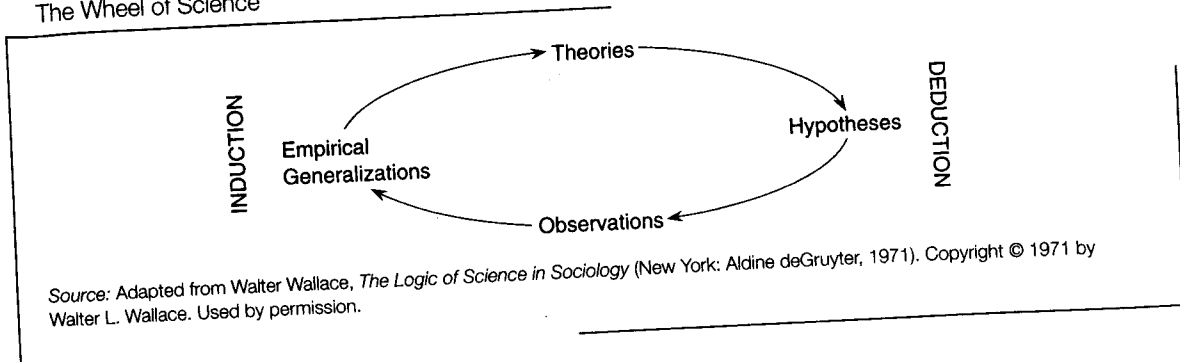 The Wheel of Science
Theories
INDUCTION
DEDUCTION
Hypotheses
Empirical
Generalizations
Observations
Source: Adapted from Walter Wallace, The Logic of Science in Sociology (New York: Aldine deGruyter, 1971). Copyright © 1971 by
Walter L. Wallace. Used by permission.